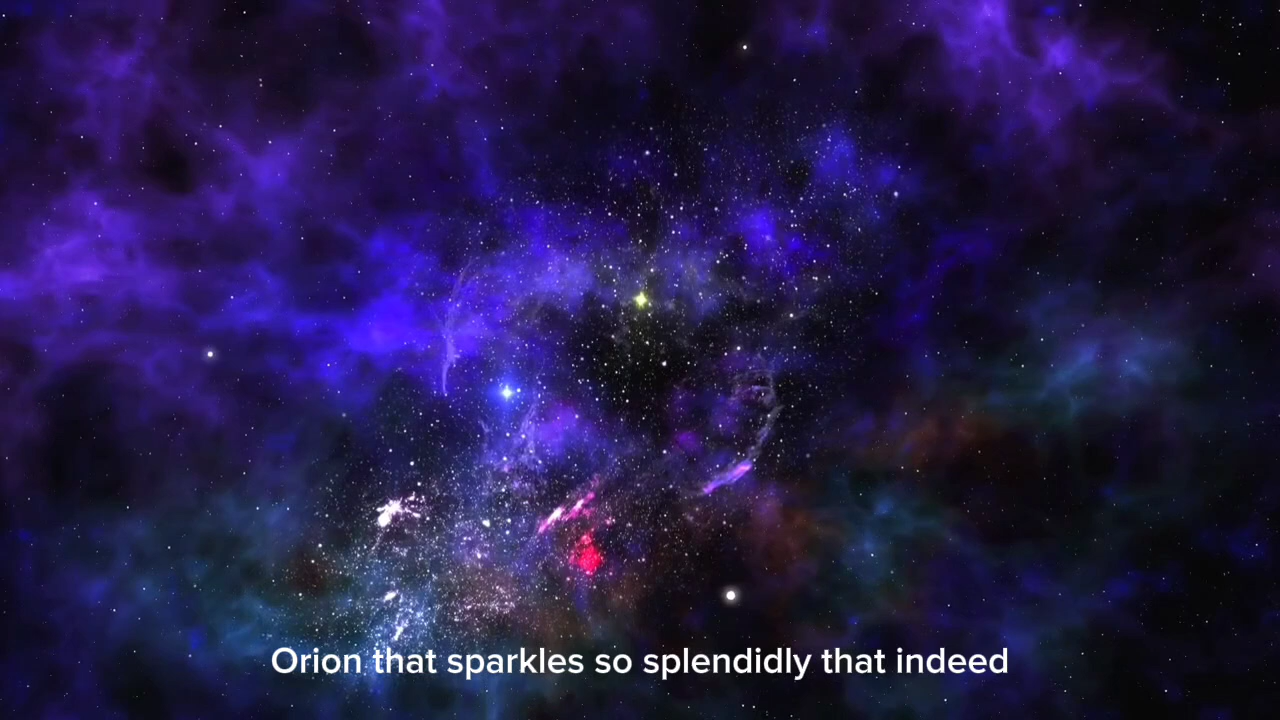 Orion that sparkles so splendidly that indeed